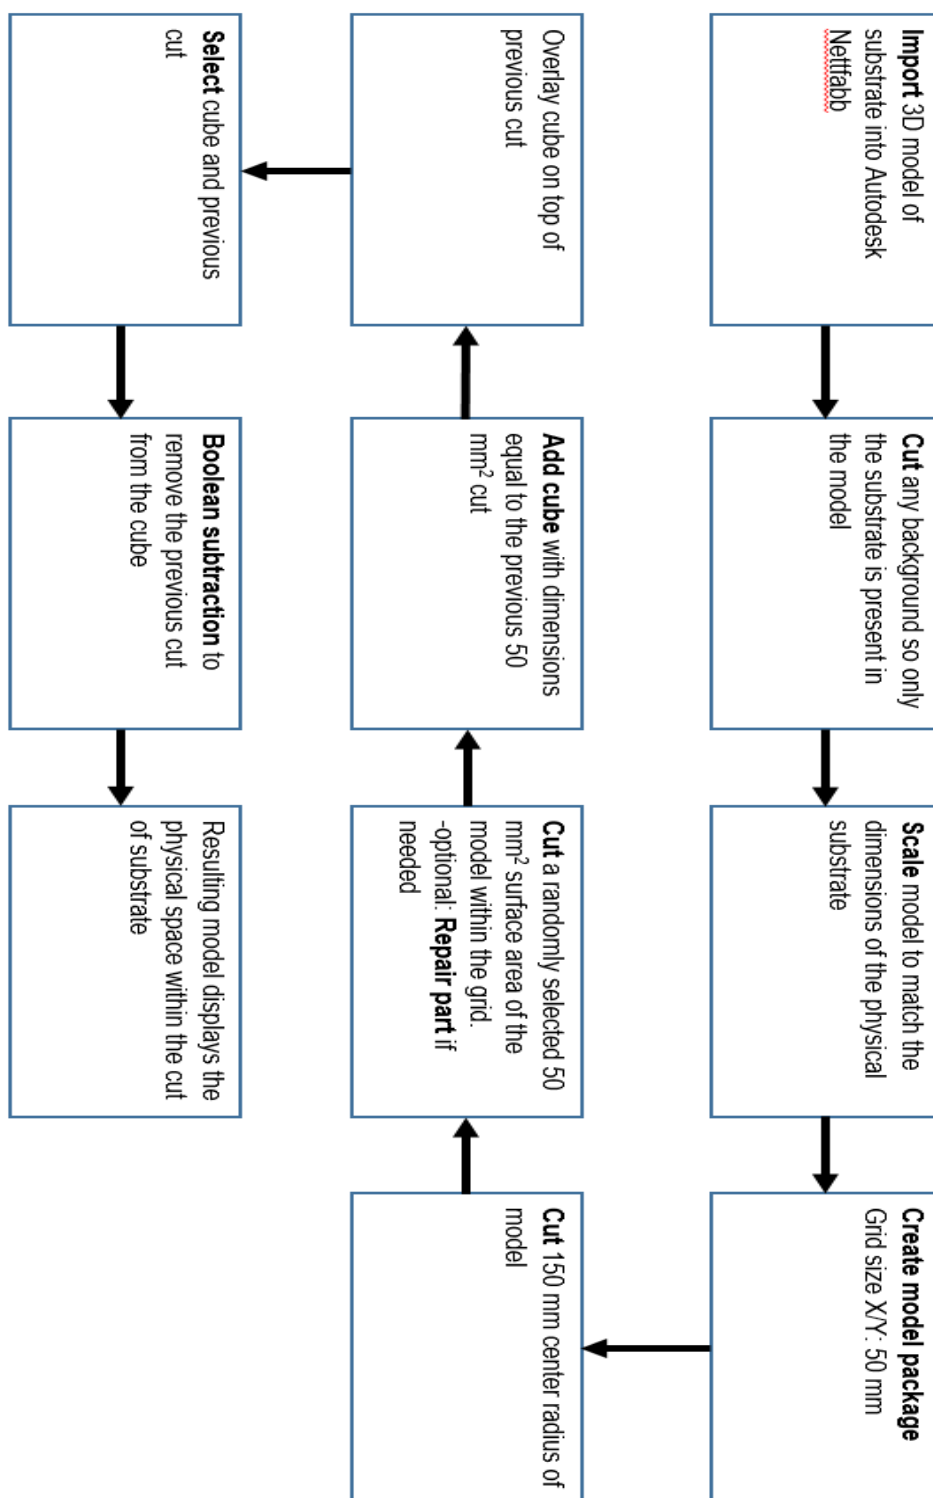 Import 3D model of
substrate into Autodesk
Nettfabb
Cut any background so only
the substrate is present in
the model
Scale model to match the
dimensions of the physical
substrate
Create model package
Grid size X/Y: 50 mm
Cut 150 mm center radius of
model
Cut a randomly selected 50
mm² surface area of the
model within the grid.
-optional: Repair part if
needed
Add cube with dimensions
equal to the previous 50
mm² cut
Overlay cube on top of
previous cut
Select cube and previous
cut
Boolean subtraction to
remove the previous cut
from the cube
Resulting model displays the
physical space within the cut
of substrate